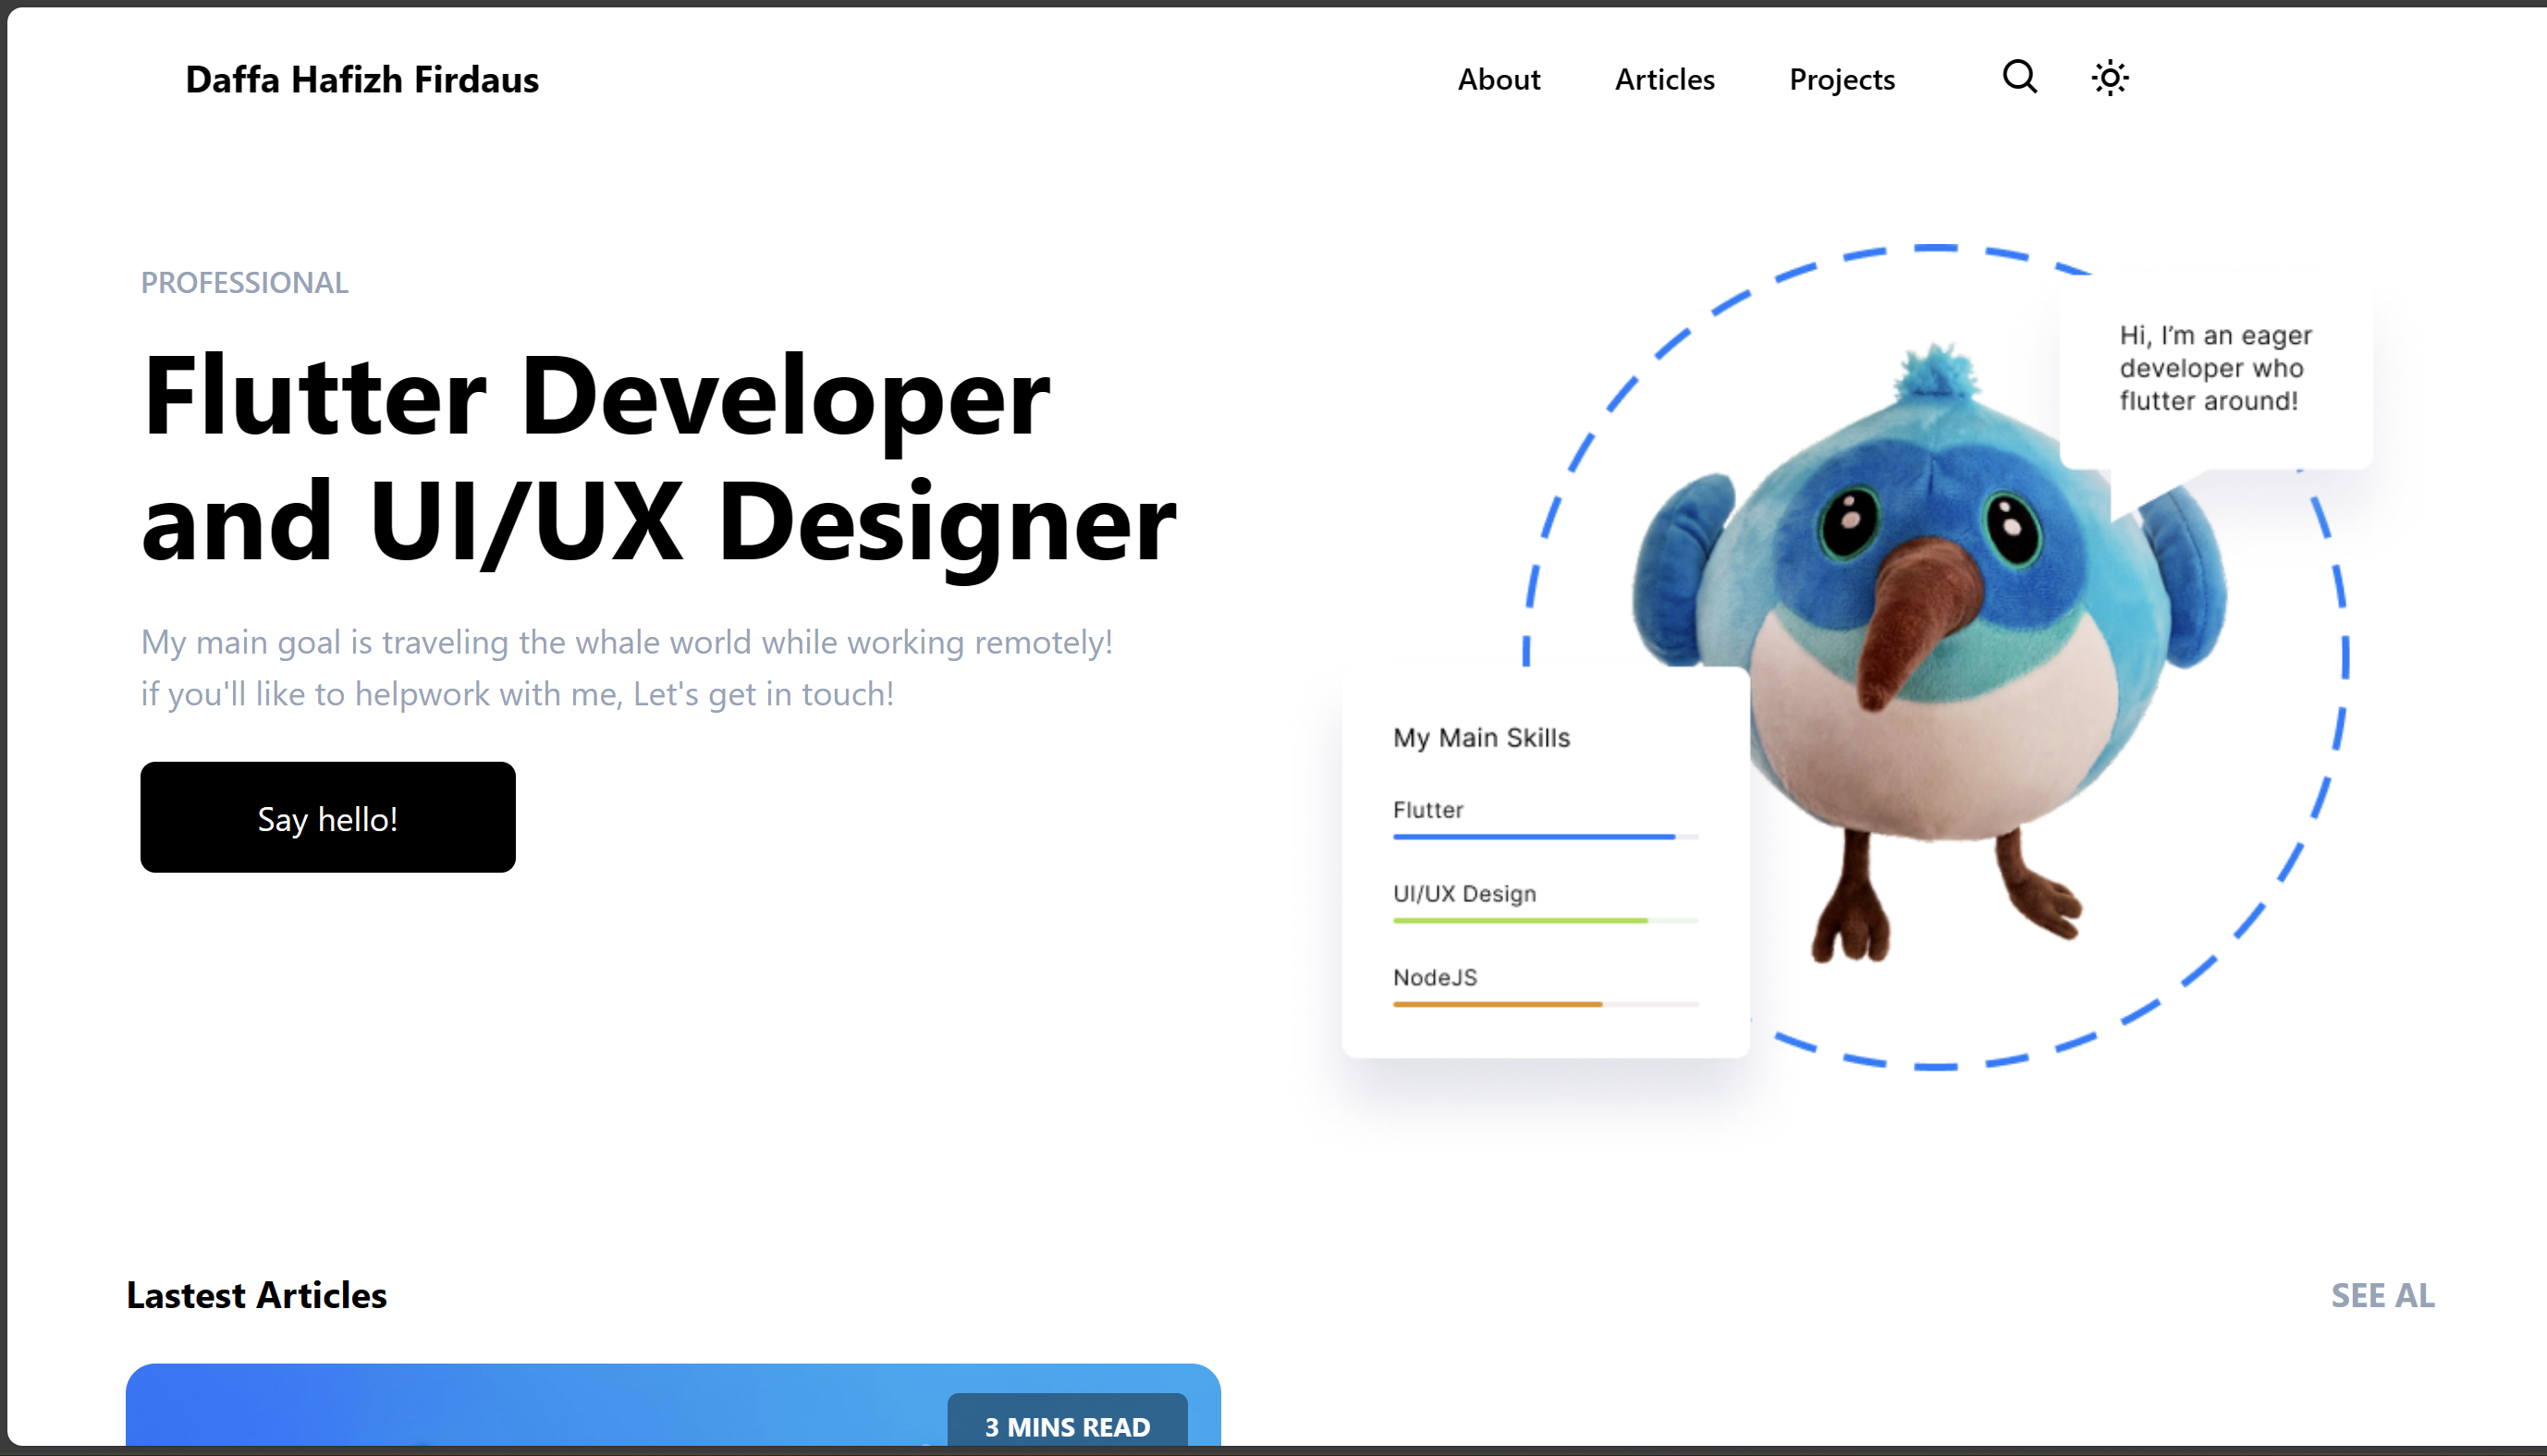 Daffa Hafizh Firdaus
About
Articles
Projects
PROFESSIONAL
Flutter Developer
and UI/UX Designer
My main goal is traveling the whale world while working remotely!
if you'll like to helpwork with me, Let's get in touch!
Say hello!
Hi, I'm an eager
developer who
flutter around!
My Main Skills
Flutter
UI/UX Design
NodeJS
Lastest Articles
SEE AL
3 MINS READ